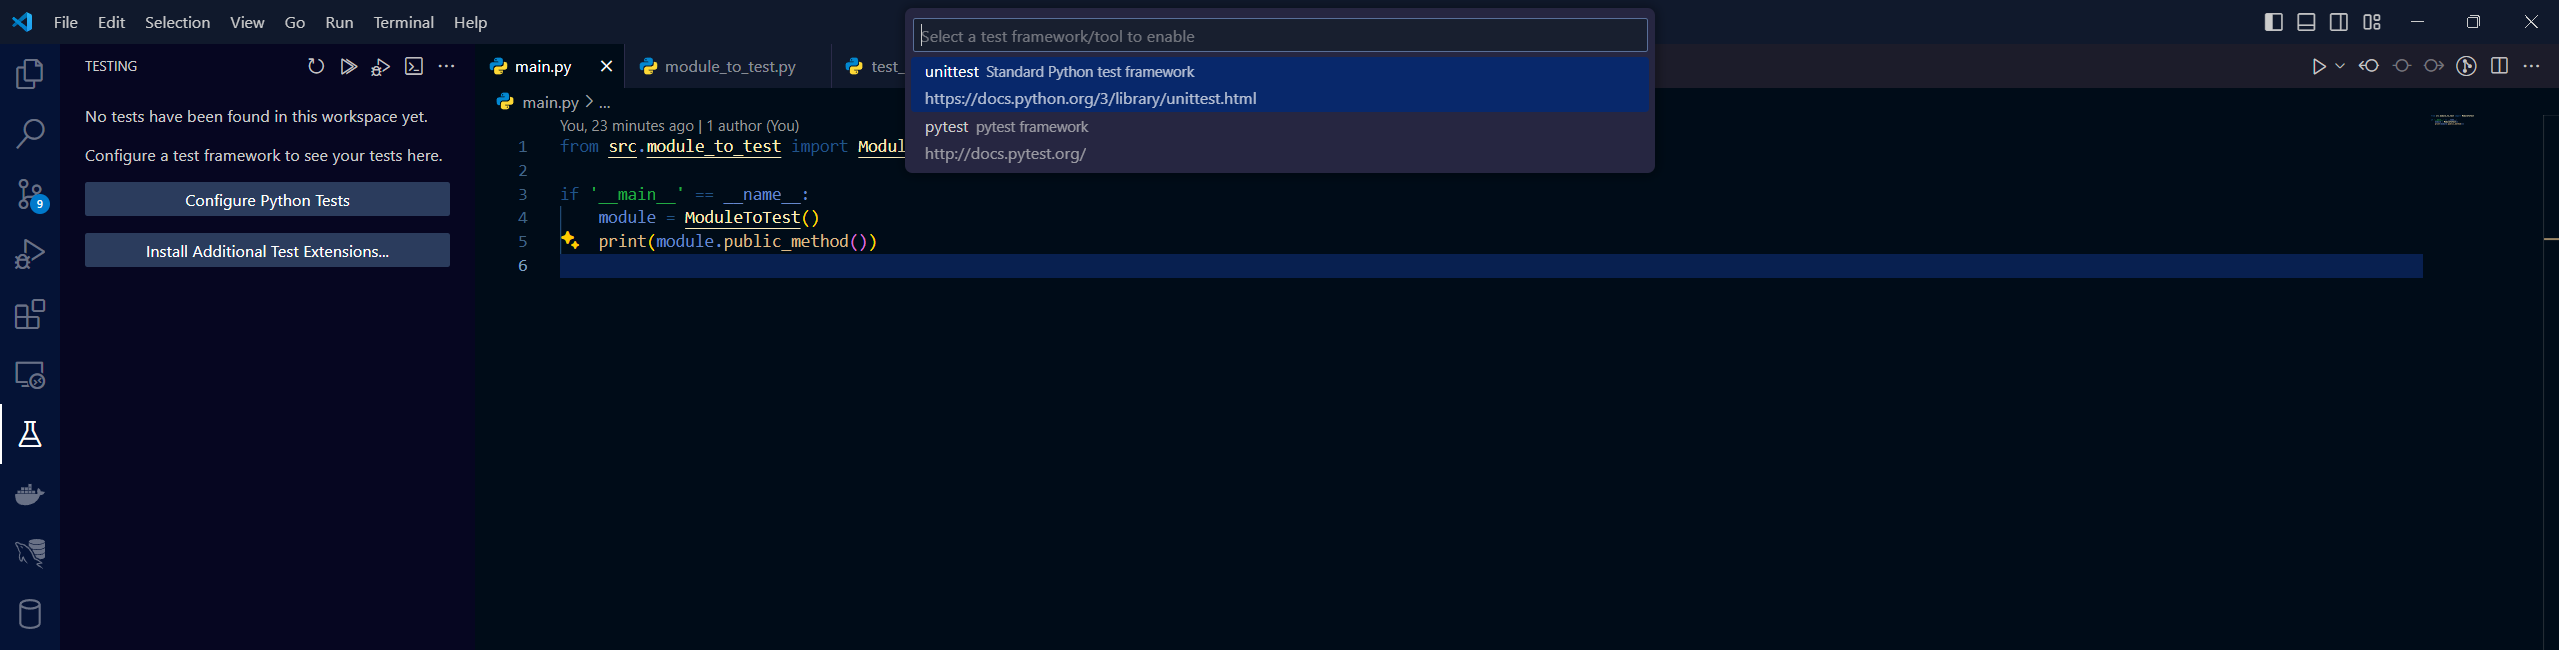 File Edit Selection View Go Run Terminal Help
Select a test framework/tool to enable
unittest Standard Python test framework
https://docs.python.org/3/library/unittest.html
pytest pytest framework
http://docs.pytest.org/
TESTING
No tests have been found in this workspace yet.
Configure a test framework to see your tests here.
Configure Python Tests
Install Additional Test Extensions...
9
main.py module_to_test.py test_
main.py > ...
You, 23 minutes ago | 1 author (You)
1 from src.module_to_test import Modul
2
3 if '__main__' == __name__:
4 module = ModuleToTest()
5 print(module.public_method())
6